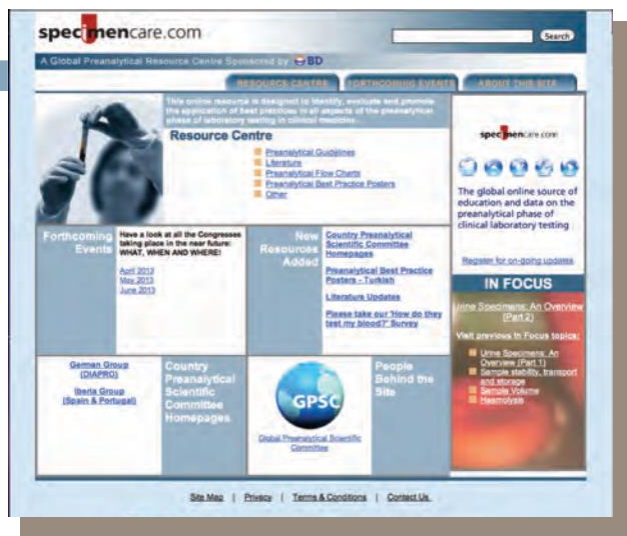 specimencare.com
Search
A Global Preanalytical Resource Centre Sponsored by BD
RESOURCE CENTRE
FORTHCOMING EVENTS
ABOUT THIS SITE
This online resource is designed to identify, evaluate and promote
the application of best practices in all aspects of the preanalytical
phase of laboratory testing in clinical medicine.
Resource Centre
Preanalytical Guidelines
Literature
Preanalytical Flow Charts
Preanalytical Best Practice Posters
Other
specimencare.com
The global online source of
education and data on the
preanalytical phase of
clinical laboratory testing
Register for on-going updates
Forthcoming
Events
Have a look at all the Congresses
taking place in the near future:
WHAT, WHEN AND WHERE!
April 2013
May 2013
June 2013
New
Resources
Added
Country Preanalytical
Scientific Committee
Homepages
Preanalytical Best Practice
Posters - Turkish
Literature Updates
Please take our 'How do they
test my blood?' Survey
IN FOCUS
Urine Specimens: An Overview
(Part 2)
Visit previous In Focus topics:
Urine Specimens: An
Overview (Part 1)
Sample stability, transport
and storage
Sample Volume
Haemolysis
German Group
(DIAPRO)
Iberia Group
(Spain & Portugal)
Country
Preanalytical
Scientific
Committee
Homepages
GPSC
Global Preanalytical Scientific
Committee
People
Behind the
Site
Site Map | Privacy | Terms & Conditions | Contact Us